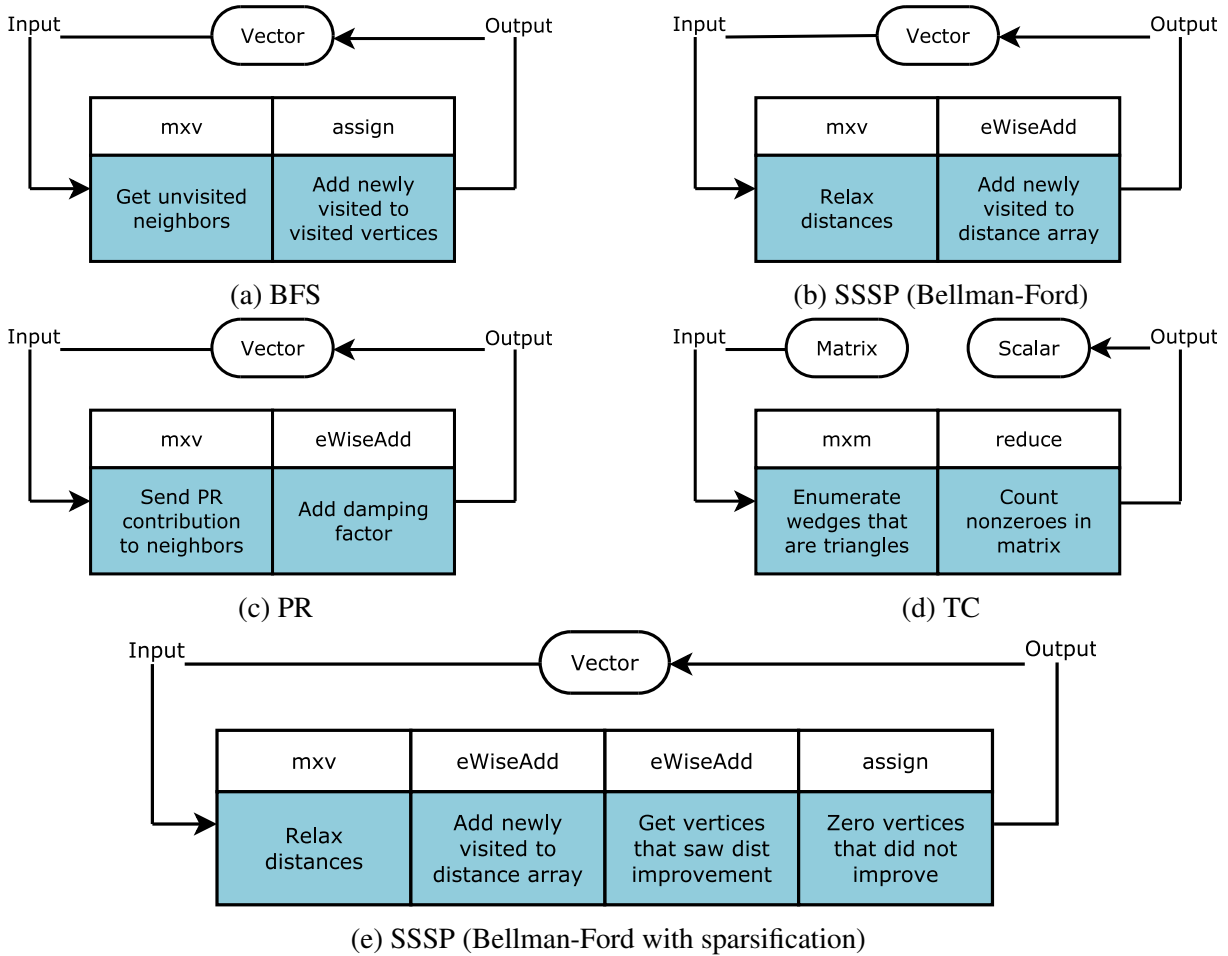 Input
Vector
Output
mxv
assign
Get unvisited
neighbors
Add newly
visited to
visited vertices
(a) BFS
Input
Vector
Output
mxv
eWiseAdd
Relax
distances
Add newly
visited to
distance array
(b) SSSP (Bellman-Ford)
Input
Vector
Output
mxv
eWiseAdd
Send PR
contribution
to neighbors
Add damping
factor
(c) PR
Input
Matrix
Scalar
Output
mxm
reduce
Enumerate
wedges that
are triangles
Count
nonzeroes in
matrix
(d) TC
Input
Vector
Output
mxv
eWiseAdd
eWiseAdd
assign
Relax
distances
Add newly
visited to
distance array
Get vertices
that saw dist
improvement
Zero vertices
that did not
improve
(e) SSSP (Bellman-Ford with sparsification)